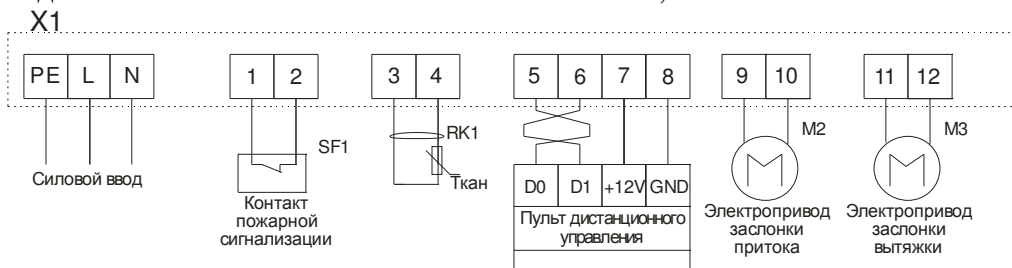 X1
PE L N 1 2 3 4 5 6 7 8 9 10 11 12
SF1
RK1
Ткан
M2
M3
M
M
Силовой ввод
Контакт
пожарной
сигнализации
D0 D1 +12V GND
Пульт дистанционного
управления
Электропривод
заслонки
притока
Электропривод
заслонки
вытяжки